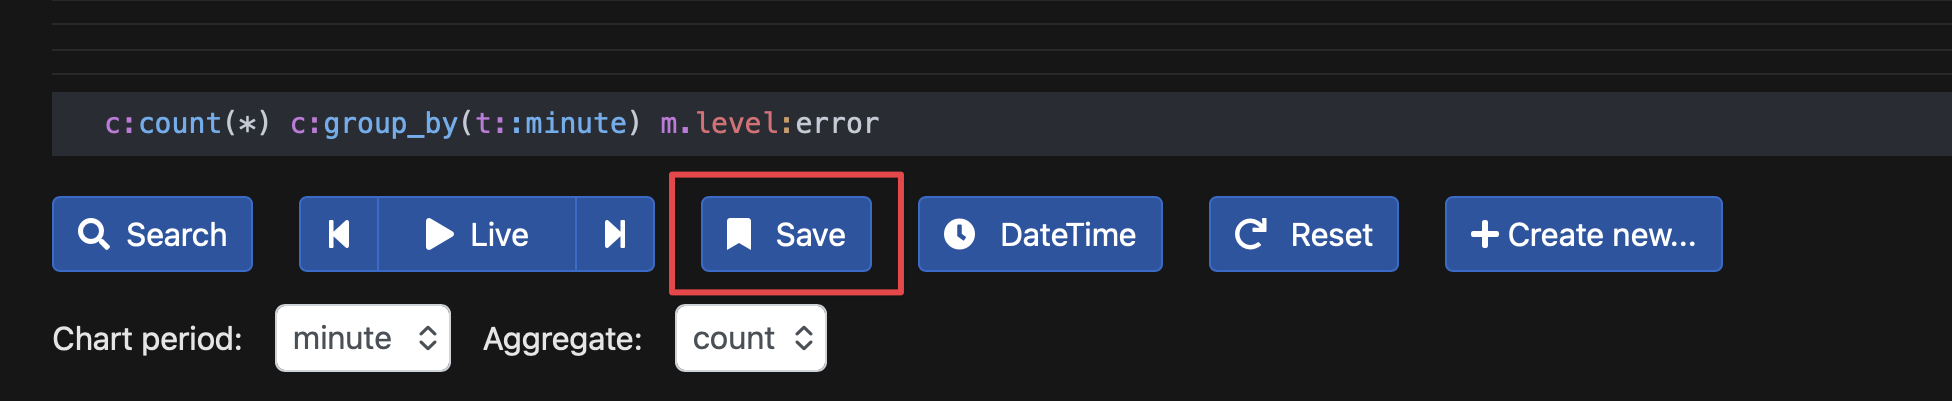 c:count(*) c:group_by(t::minute) m.level:error
Search Live Save DateTime Reset Create new...
Chart period: minute Aggregate: count